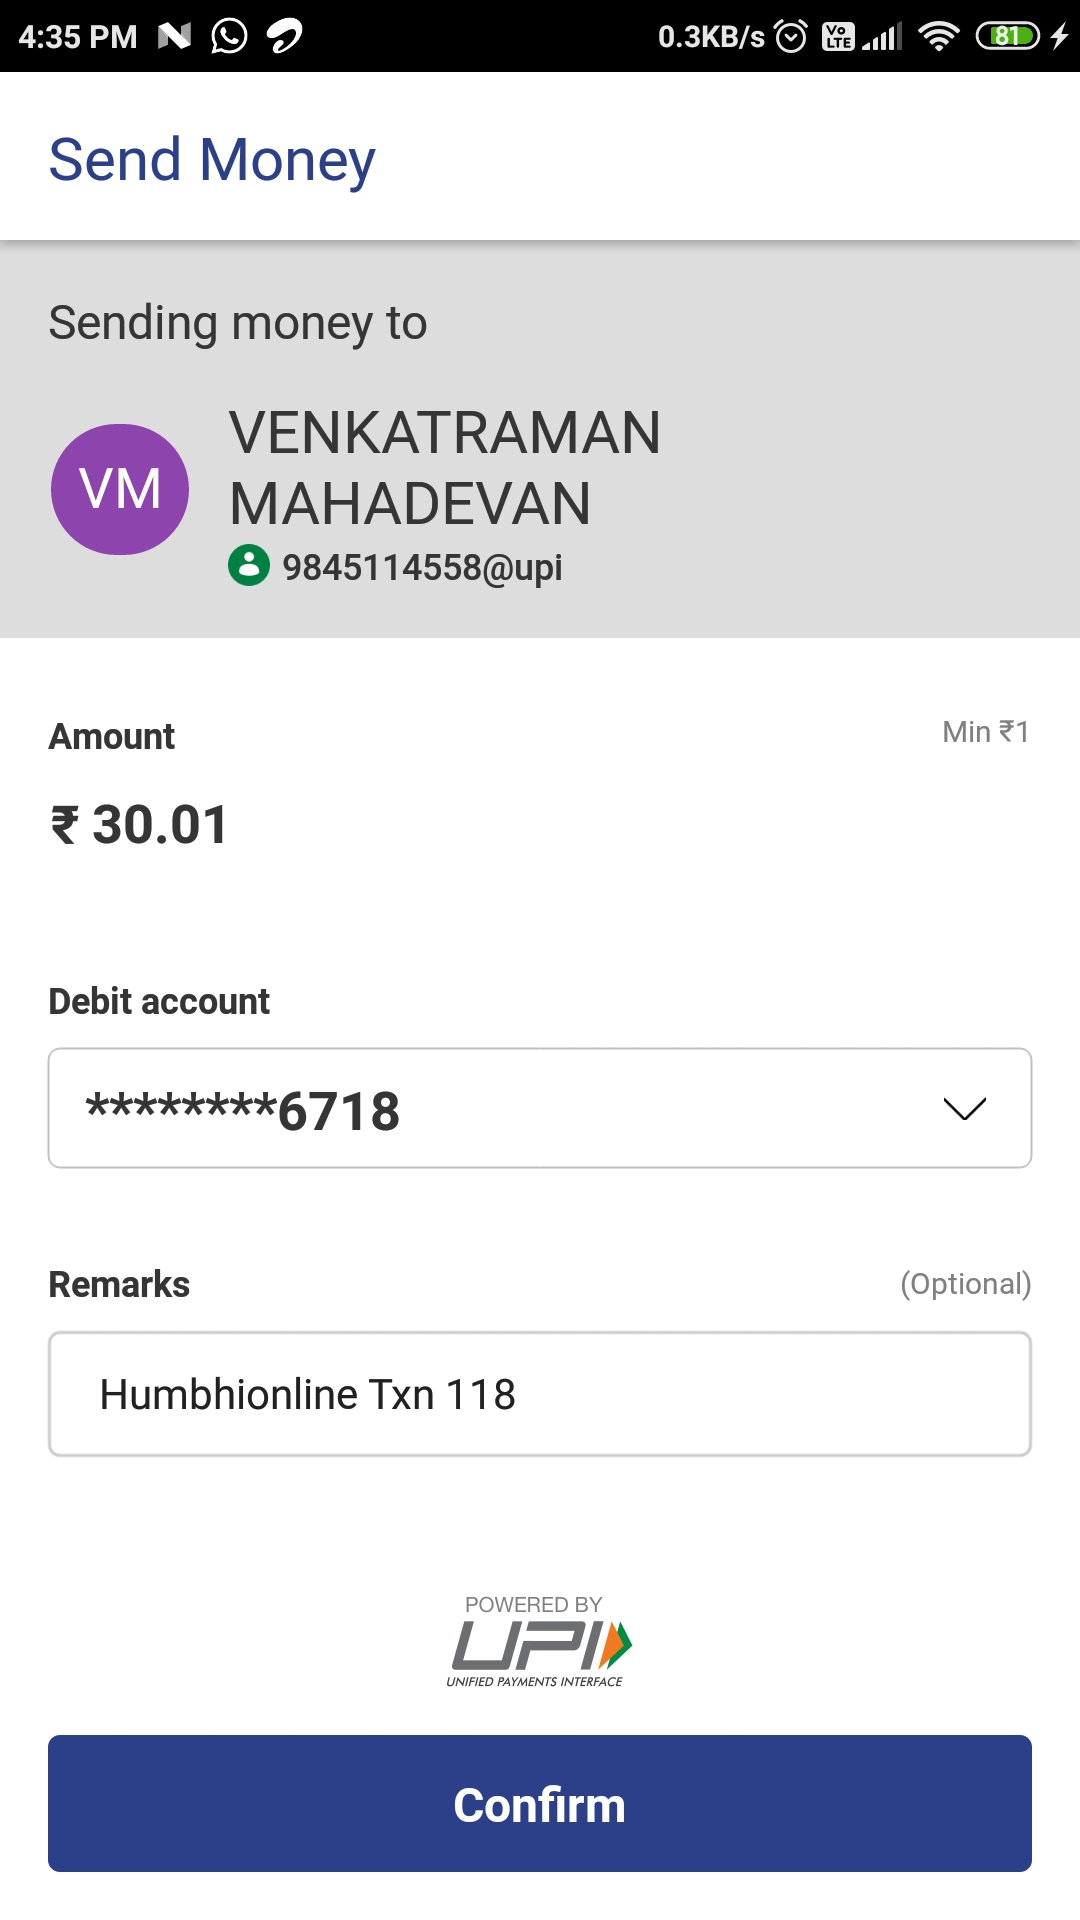 4:35 PM 0.3KB/s Vo LTE 81
Send Money
Sending money to
VM
VENKATRAMAN
MAHADEVAN
9845114558@upi
Amount Min ₹1
₹ 30.01
Debit account
********6718
Remarks (Optional)
Humbhionline Txn 118
POWERED BY
UPI
UNIFIED PAYMENTS INTERFACE
Confirm